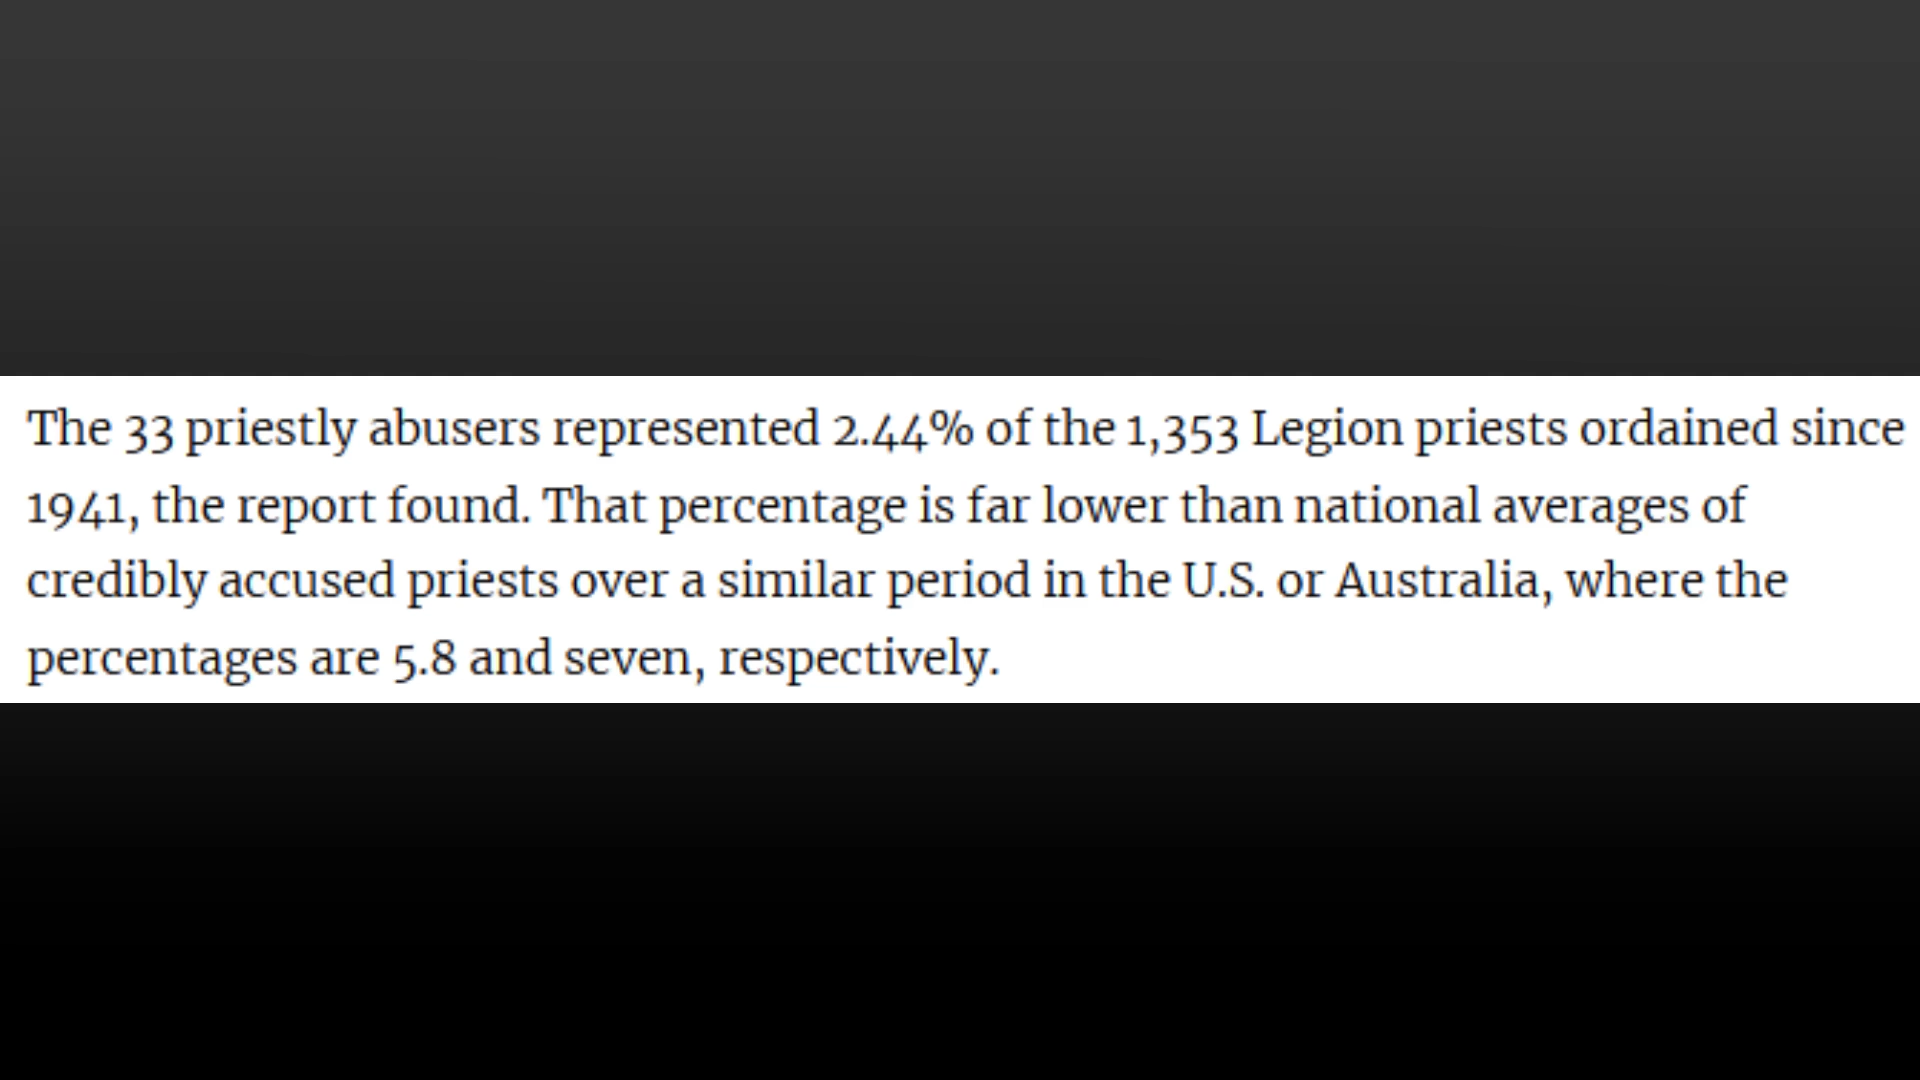 The 33 priestly abusers represented 2.44% of the 1,353 Legion priests ordained since
1941, the report found. That percentage is far lower than national averages of
credibly accused priests over a similar period in the U.S. or Australia, where the
percentages are 5.8 and seven, respectively.